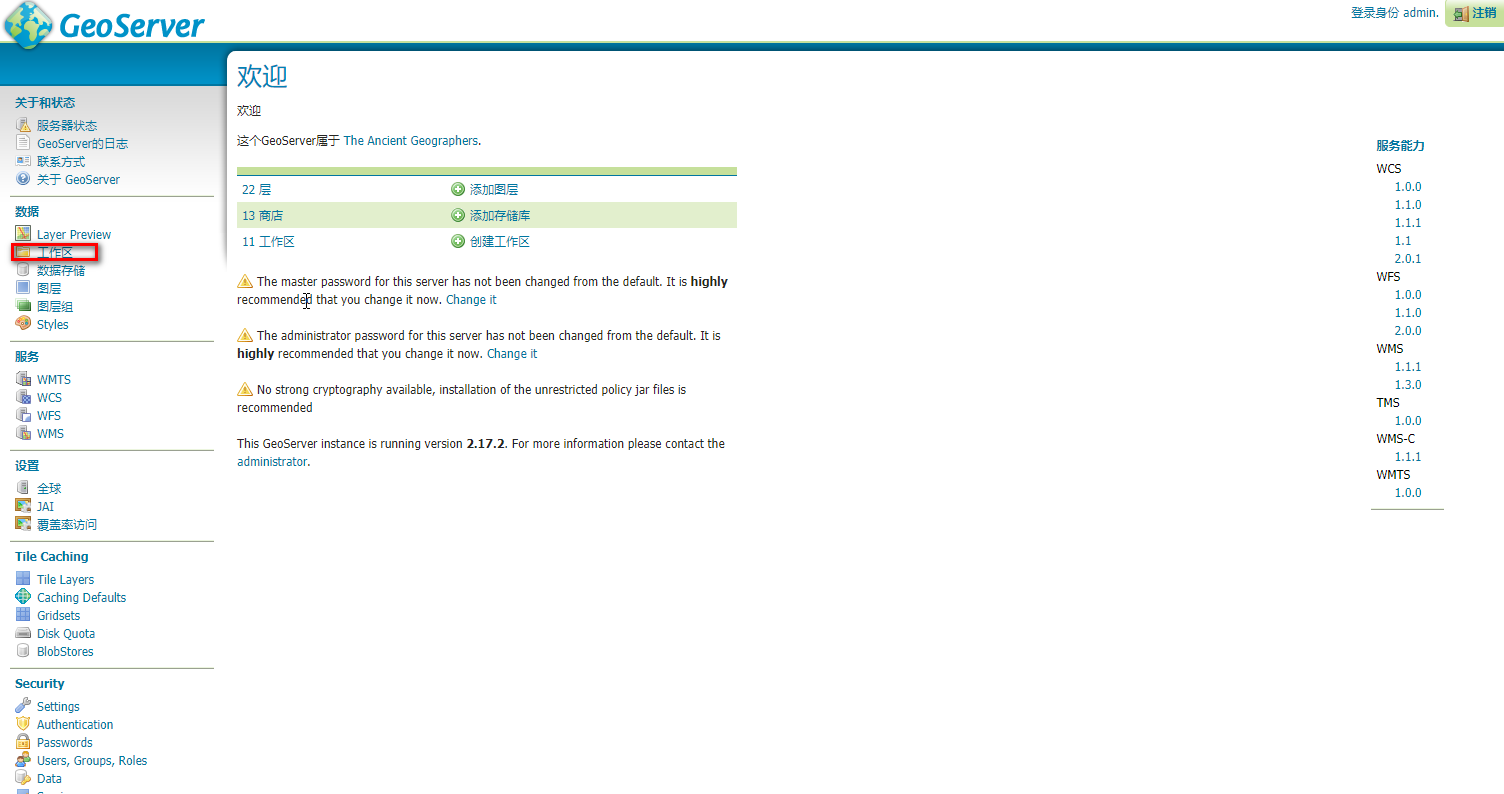 GeoServer
登录身份 admin.
注销
关于和状态
服务器状态
GeoServer的日志
联系方式
关于 GeoServer
数据
Layer Preview
工作区
数据存储
图层
图层组
Styles
服务
WMTS
WCS
WFS
WMS
设置
全球
JAI
覆盖率访问
Tile Caching
Tile Layers
Caching Defaults
Gridsets
Disk Quota
BlobStores
Security
Settings
Authentication
Passwords
Users, Groups, Roles
Data
欢迎
欢迎
这个GeoServer属于 The Ancient Geographers.
22 层 添加图层
13 商店 添加存储库
11 工作区 创建工作区
The master password for this server has not been changed from the default. It is highly
recommended that you change it now. Change it
The administrator password for this server has not been changed from the default. It is
highly recommended that you change it now. Change it
No strong cryptography available, installation of the unrestricted policy jar files is
recommended
This GeoServer instance is running version 2.17.2. For more information please contact the
administrator.
服务能力
WCS
1.0.0
1.1.0
1.1.1
1.1
2.0.1
WFS
1.0.0
1.1.0
2.0.0
WMS
1.1.1
1.3.0
TMS
1.0.0
WMS-C
1.1.1
WMTS
1.0.0